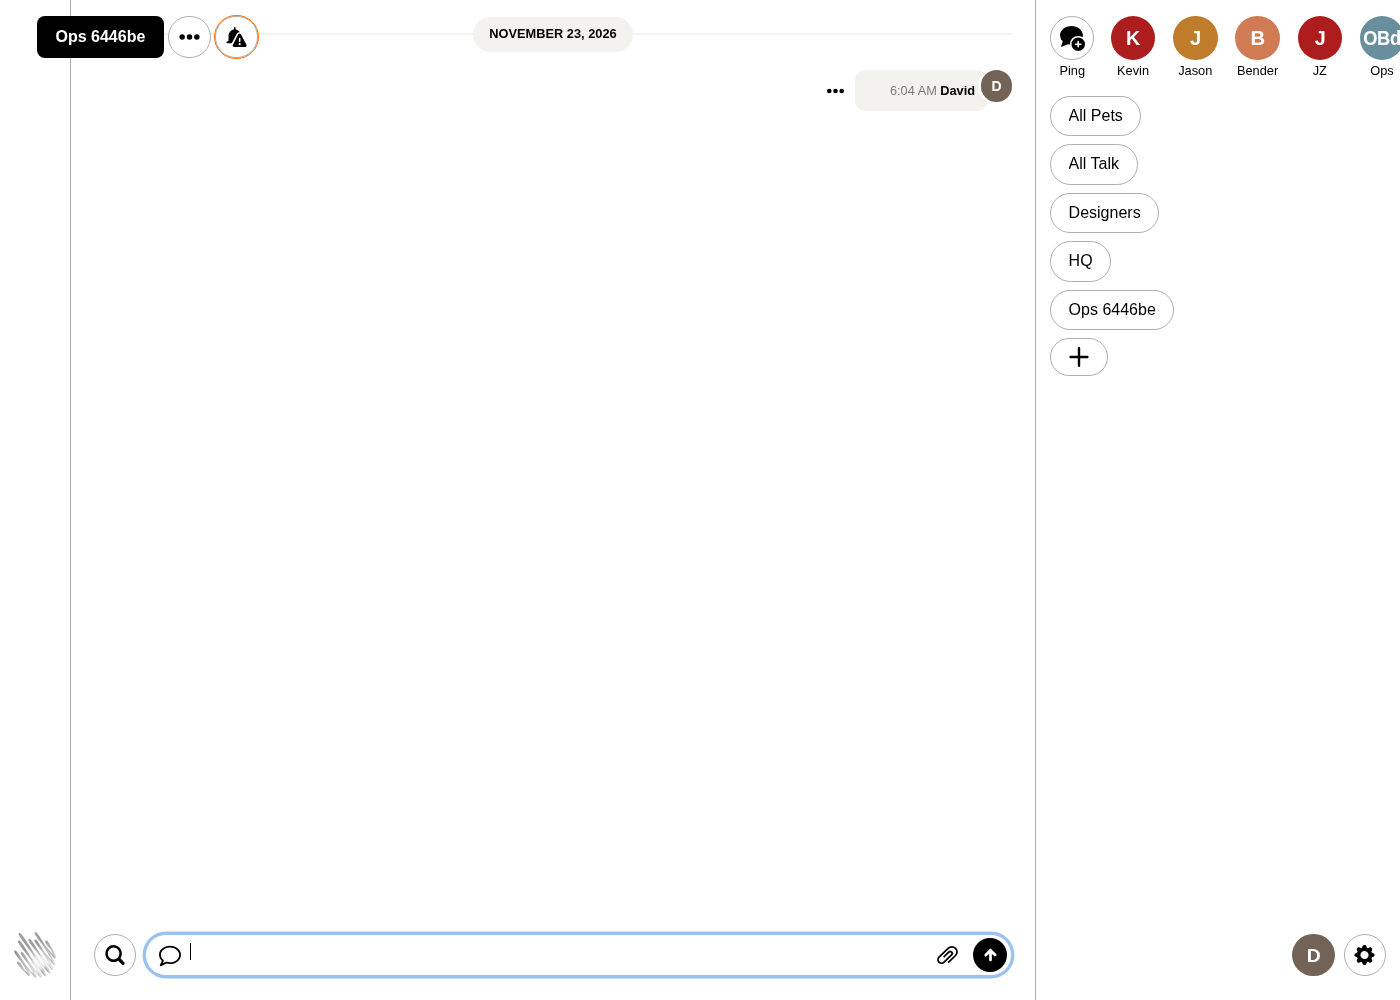 Ops 6446be
NOVEMBER 23, 2026
6:04 AM David
D
K
J
B
J
OBd
Ping
Kevin
Jason
Bender
JZ
Ops
All Pets
All Talk
Designers
HQ
Ops 6446be
D